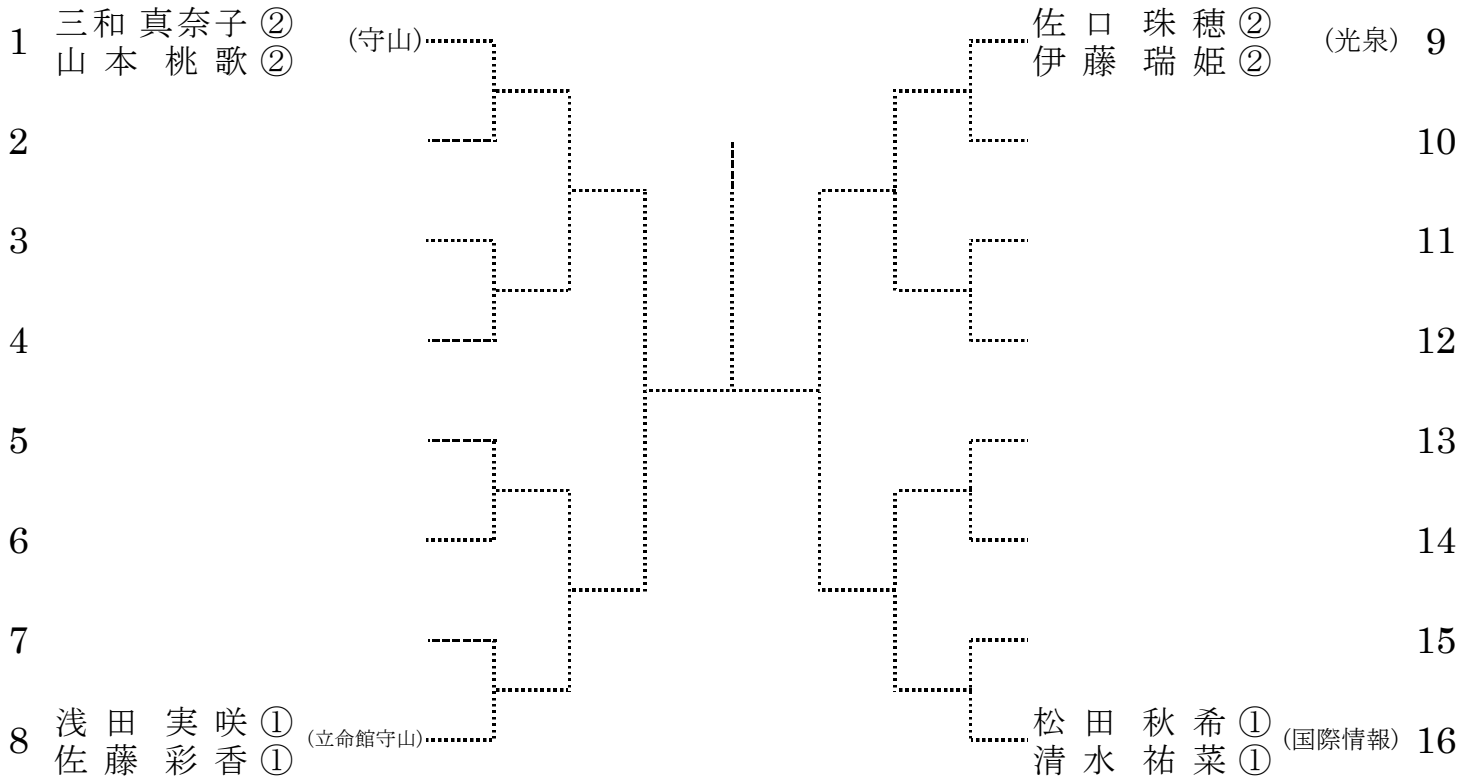 1 三和 真奈子 ② (守山)
山本 桃歌 ②
2
3
4
5
6
7
8 浅田 実咲 ① (立命館守山)
佐藤 彩香 ①
佐口 珠穂 ② (光泉) 9
伊藤 瑞姫 ②
10
11
12
13
14
15
松田 秋希 ① (国際情報) 16
清水 祐菜 ①